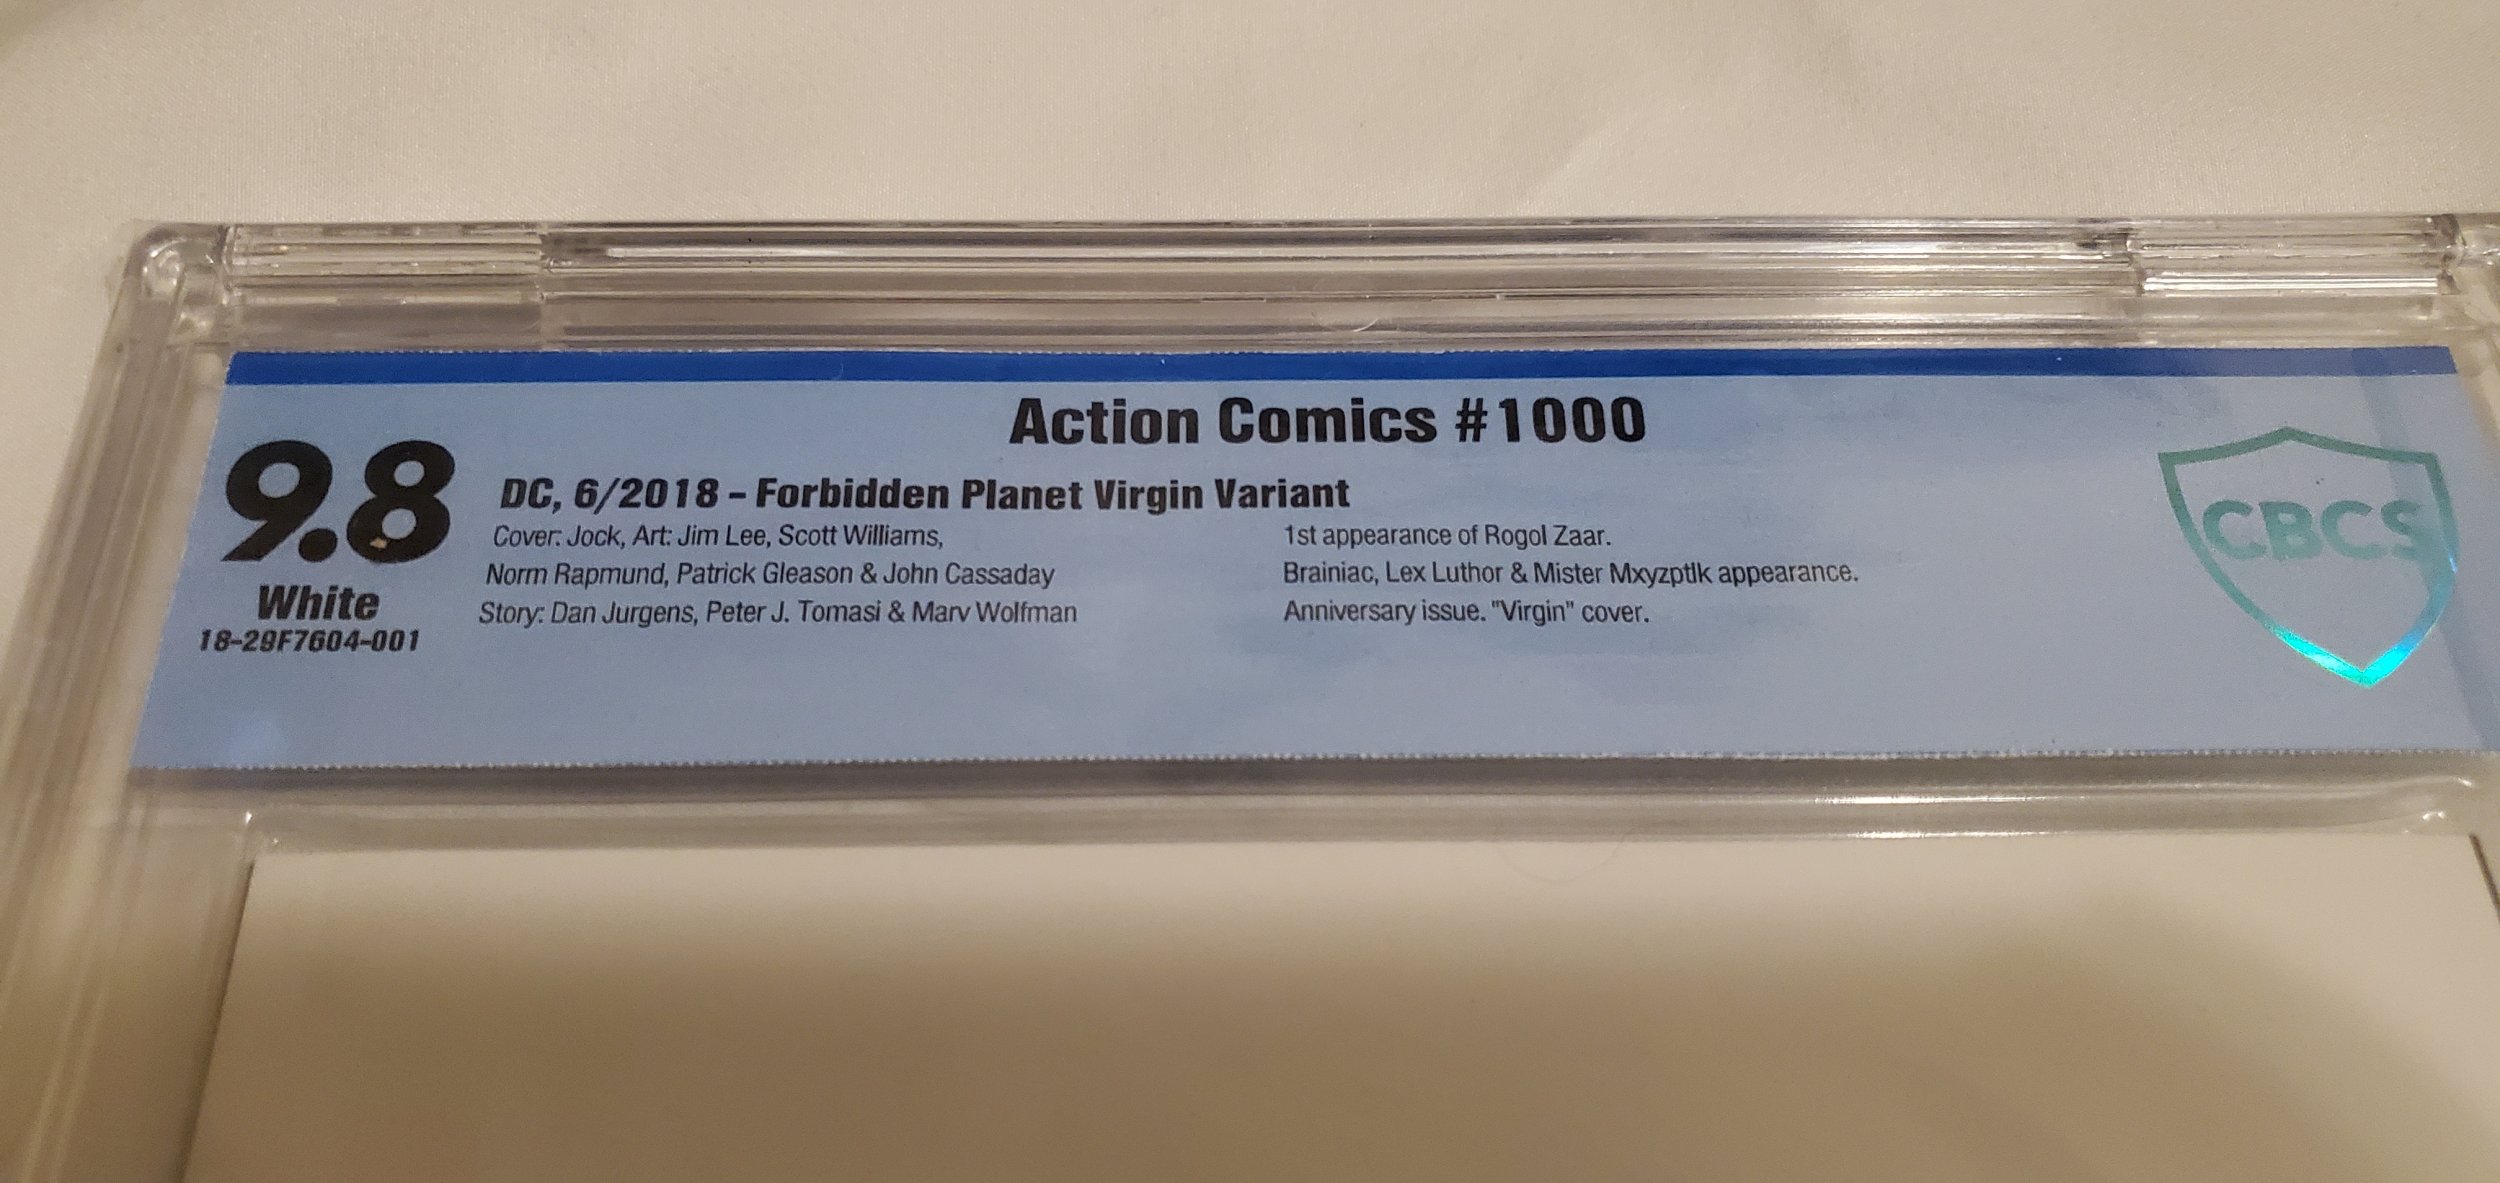 Action Comics #1000
9.8
White
18-29F7604-001
DC, 6/2018 - Forbidden Planet Virgin Variant
Cover: Jock, Art: Jim Lee, Scott Williams,
Norm Rapmund, Patrick Gleason & John Cassaday
Story: Dan Jurgens, Peter J. Tomasi & Marv Wolfman
1st appearance of Rogol Zaar.
Brainiac, Lex Luthor & Mister Mxyzptlk appearance.
Anniversary issue. "Virgin" cover.
CBCS